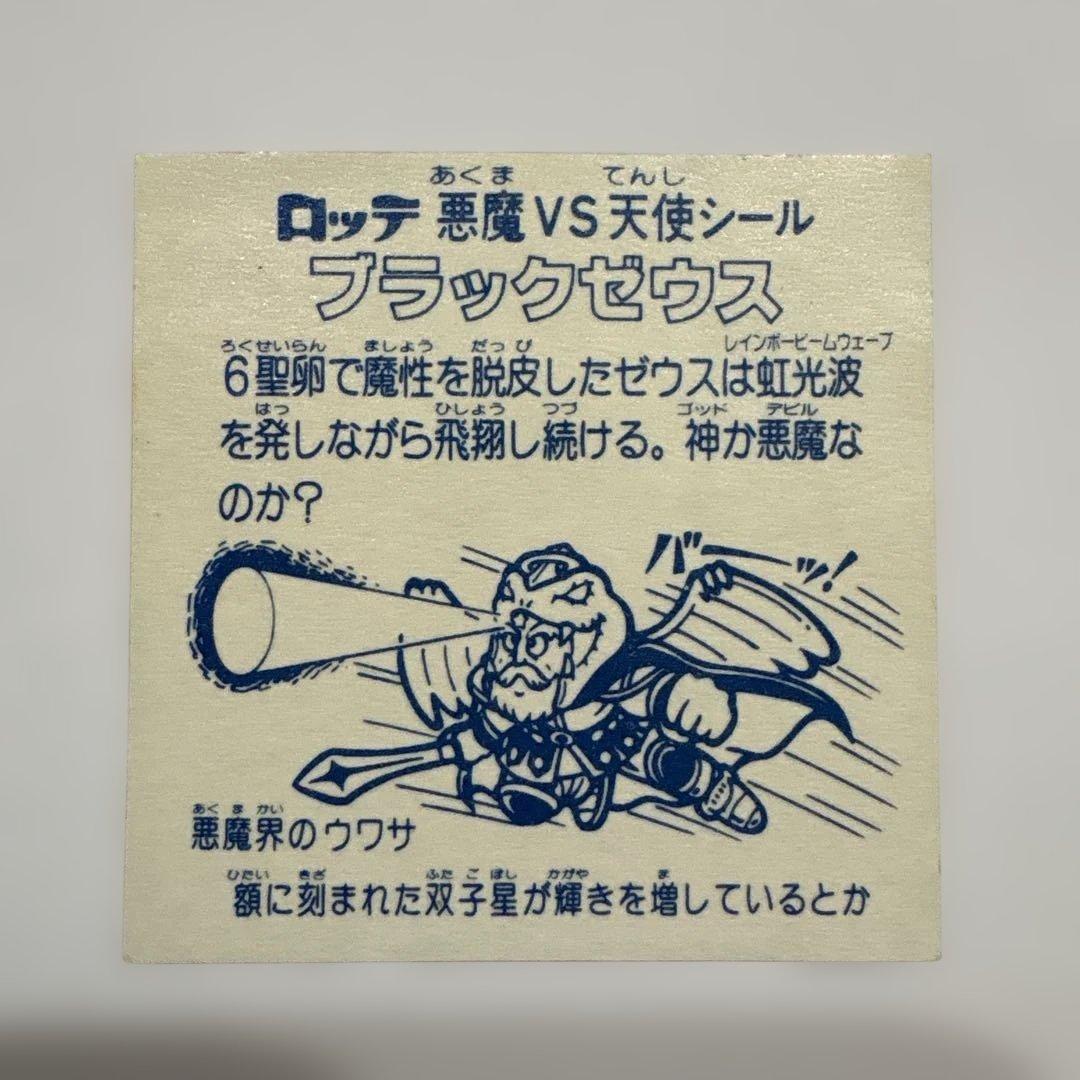 あくま　てんし
ロッテ 悪魔VS天使シール
ブラックゼウス
ろくせいらん　ましょう　だっぴ　レインボービームウェーブ
6聖卵で魔性を脱皮したゼウスは虹光波
はっ　ひしょう　つづ　ゴッド　デビル
を発しながら飛翔し続ける。神か悪魔な
のか?
バーッ!
あくまかい
悪魔界のウワサ
ひたい　きざ　ふたごぼし　かがや　ま
額に刻まれた双子星が輝きを増しているとか